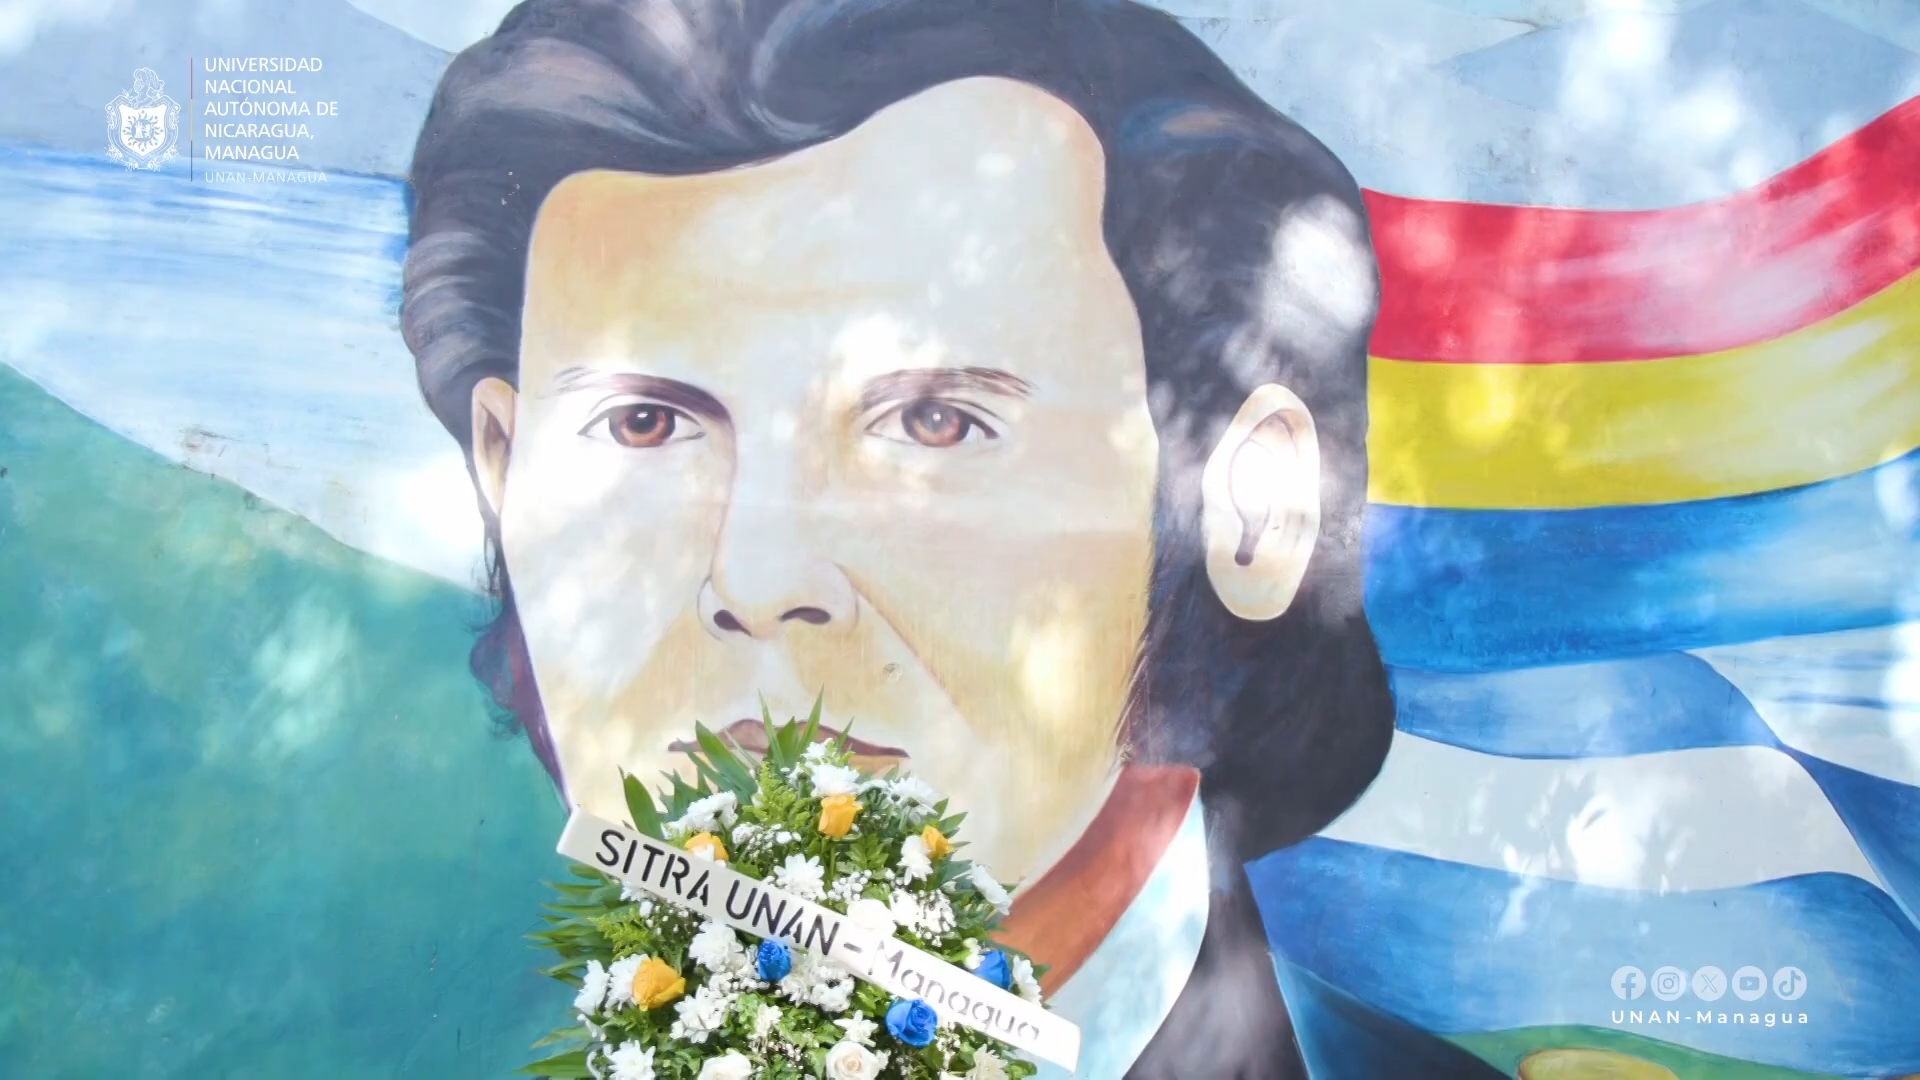 UNIVERSIDAD
NACIONAL
AUTÓNOMA DE
NICARAGUA,
MANAGUA
UNAN-MANAGUA
SITRA UNAN-Managua
UNAN-Managua